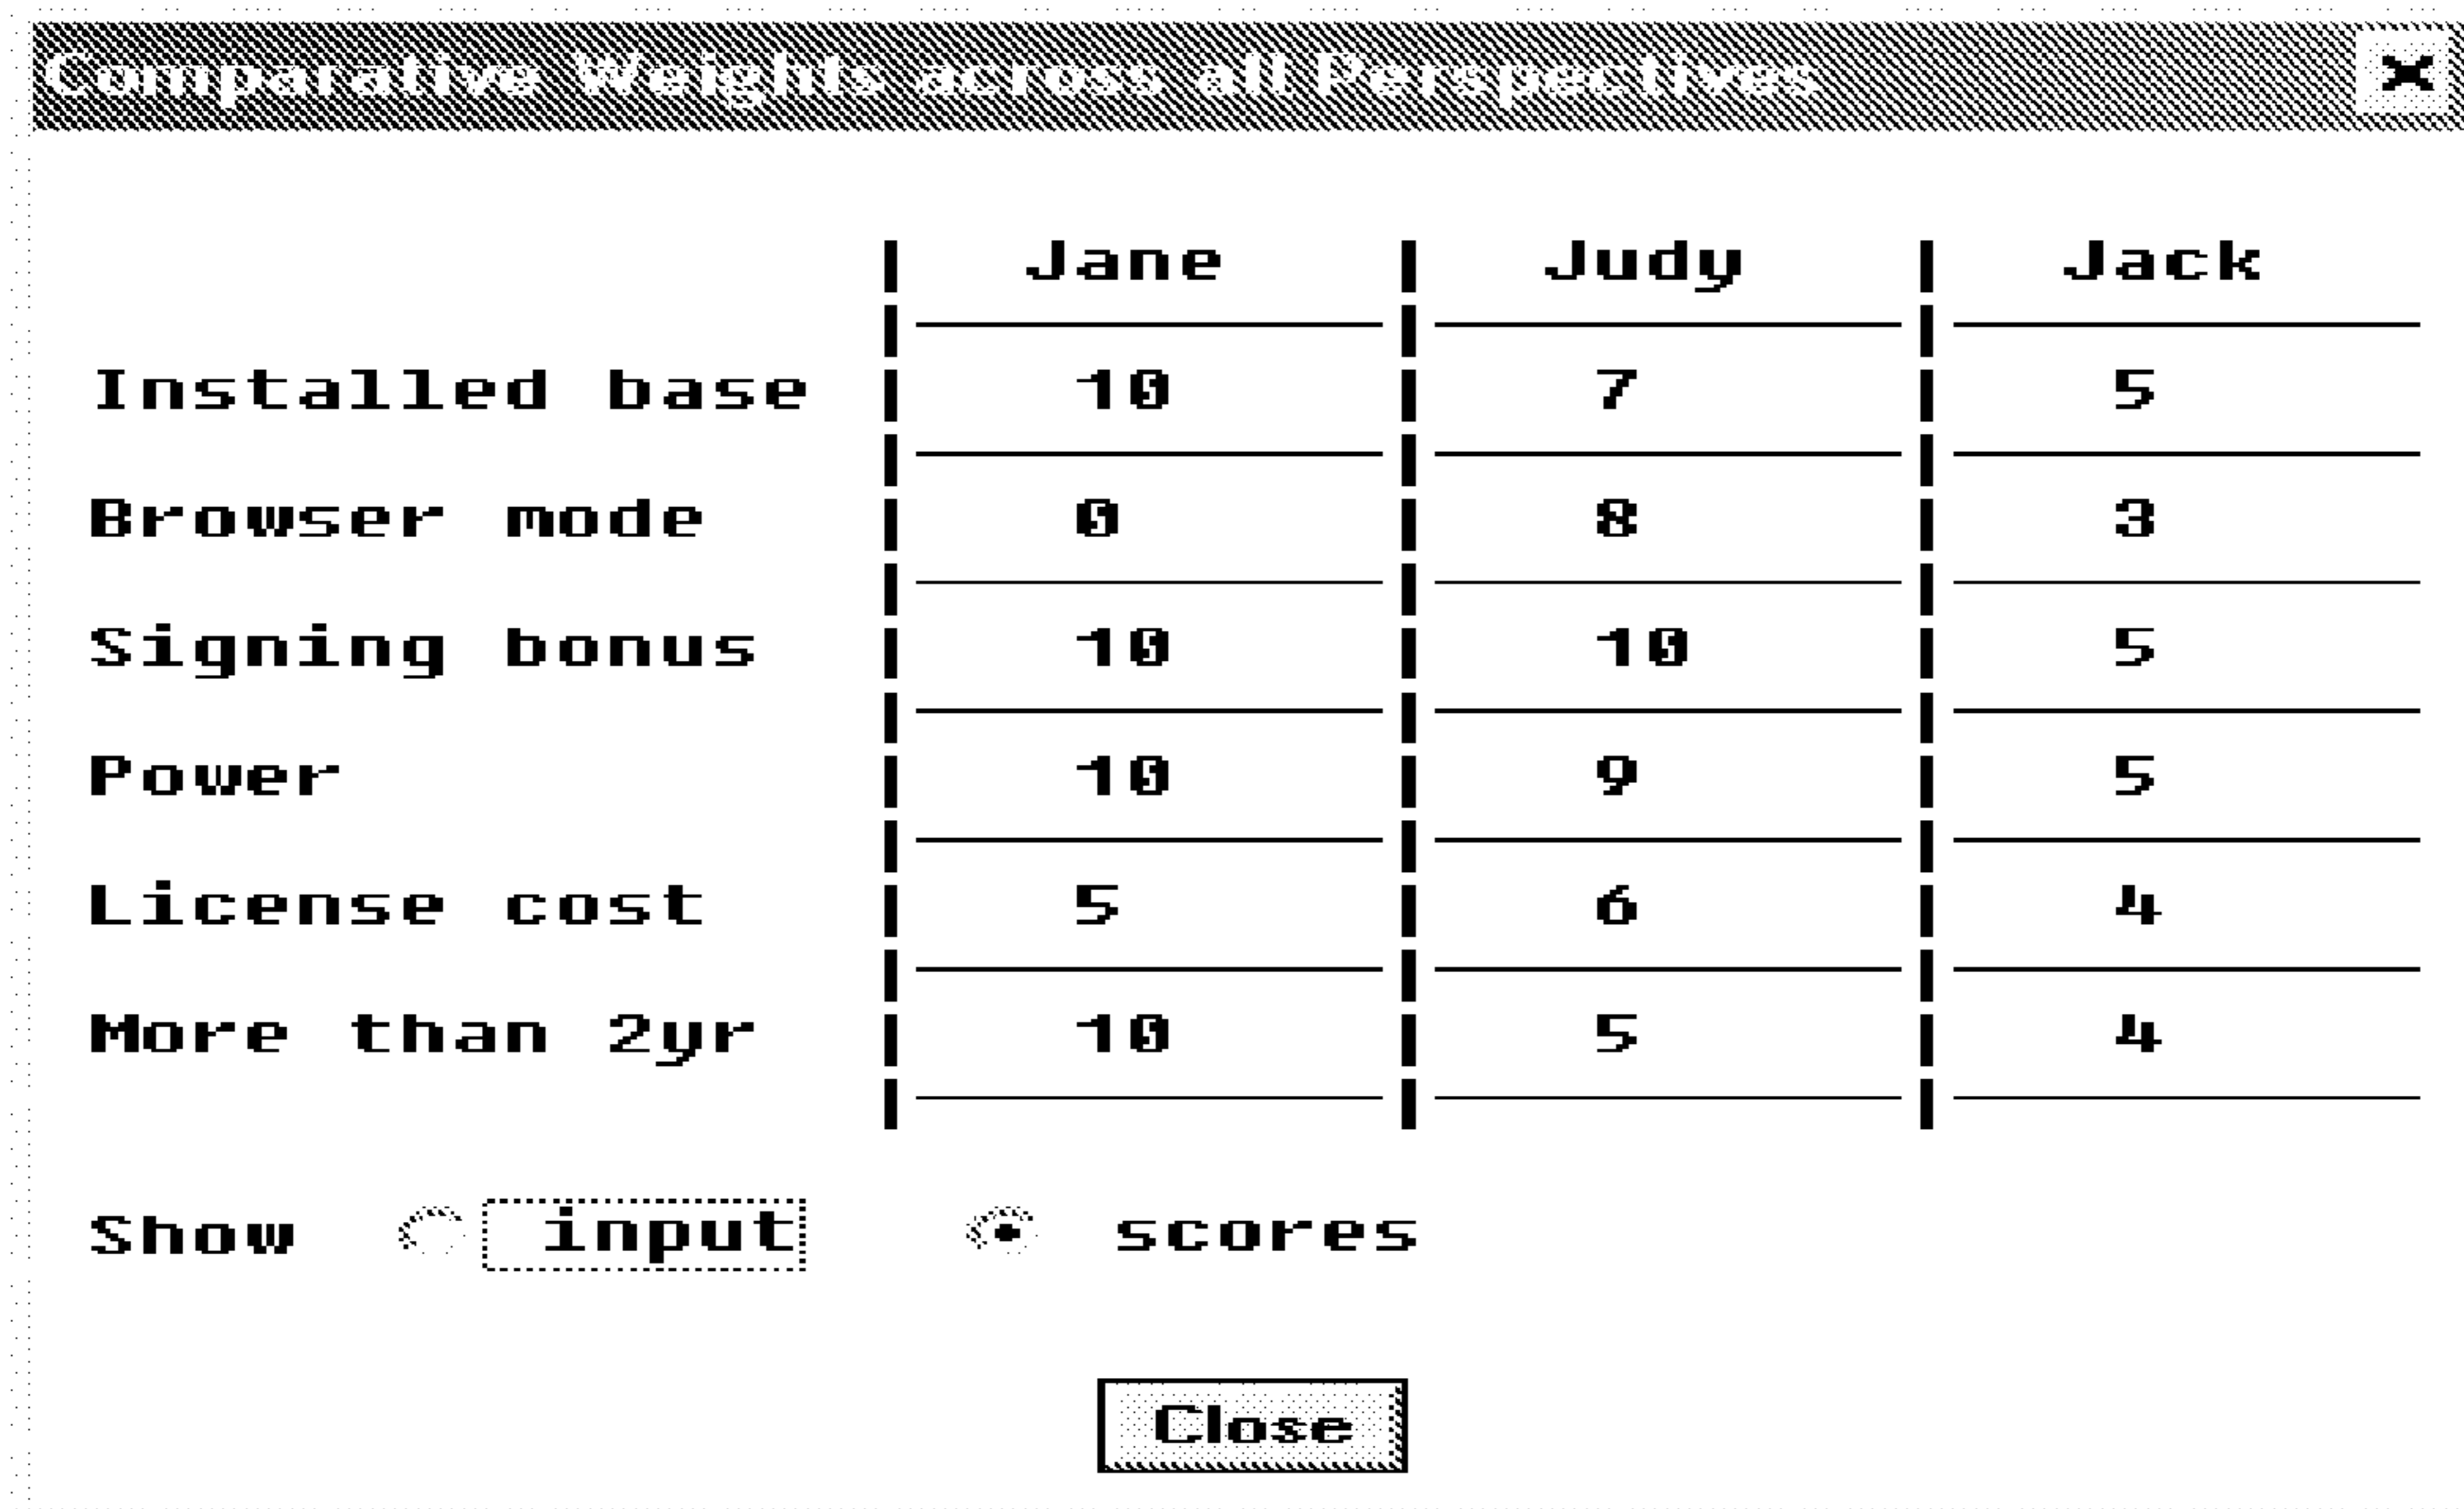 Comparative Weights across all Perspectives
Jane Judy Jack
Installed base 10 7 5
Browser mode 0 8 3
Signing bonus 10 10 5
Power 10 9 5
License cost 5 6 4
More than 2yr 10 5 4
Show input scores
Close